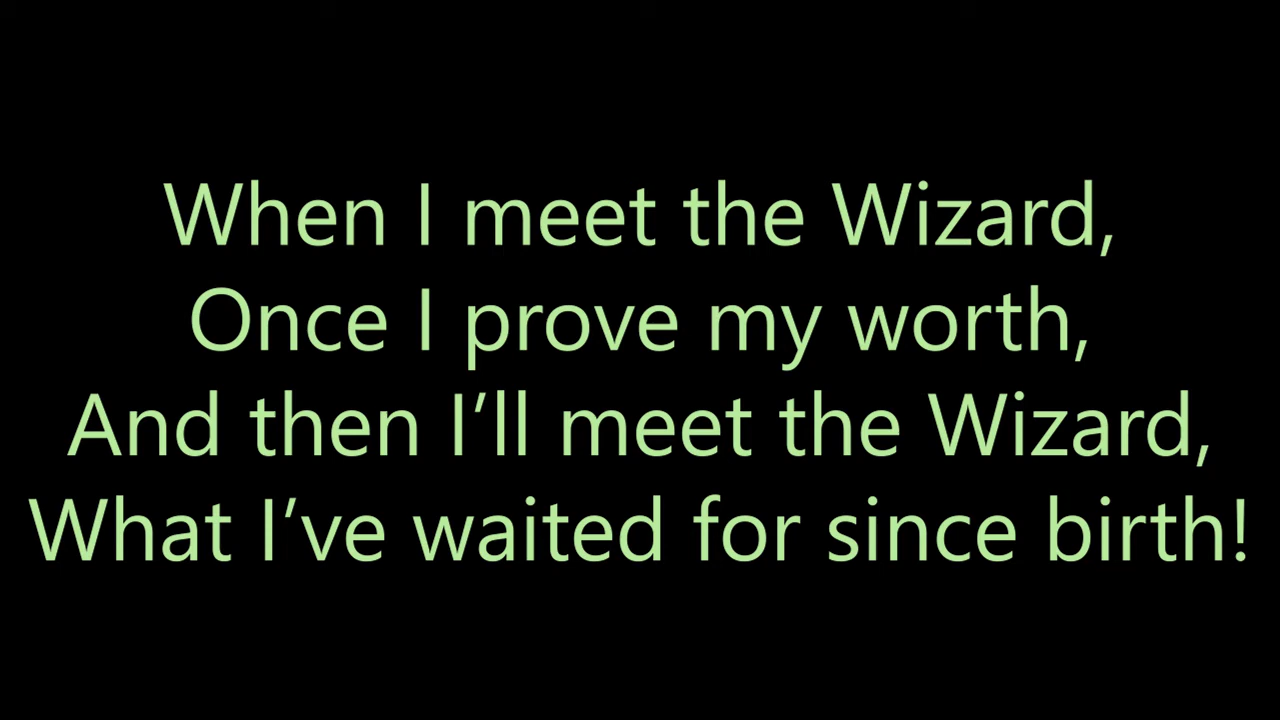 When I meet the Wizard,
Once I prove my worth,
And then I’ll meet the Wizard,
What I’ve waited for since birth!